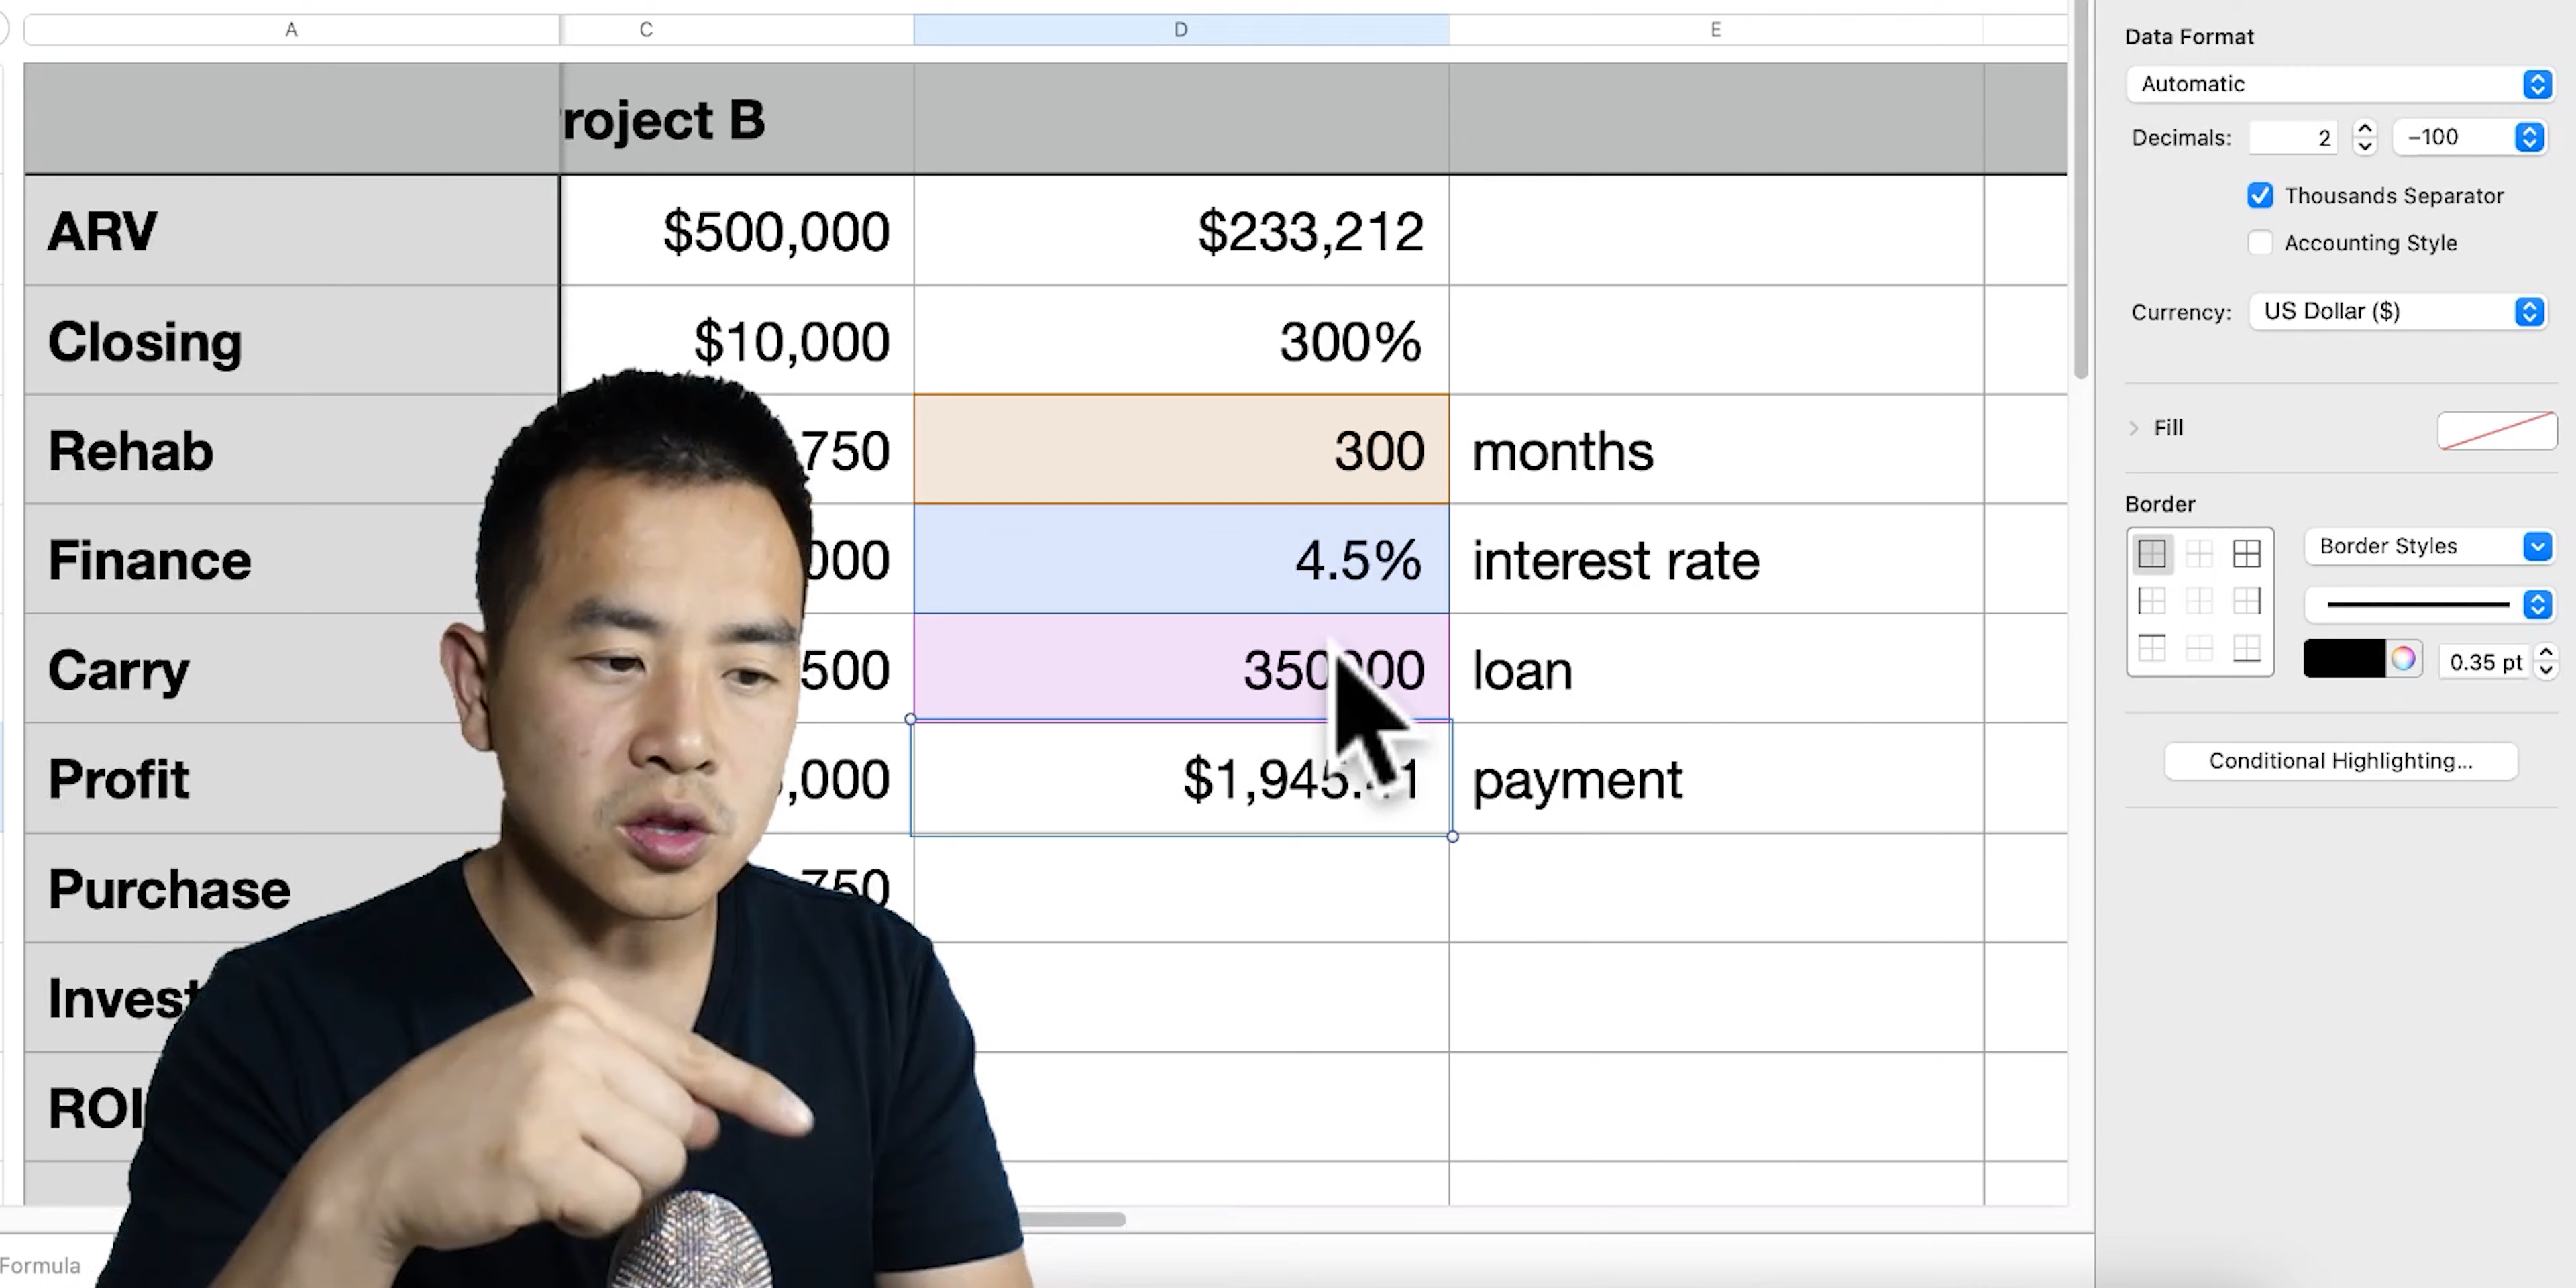 A C D E
roject B
ARV $500,000 $233,212
Closing $10,000 300%
Rehab 750 300 months
Finance 000 4.5% interest rate
Carry 500 loan
Profit ,000 payment
Purchase 750
Invest
ROI
Formula
Data Format
Automatic
Decimals: 2 −100
Thousands Separator
Accounting Style
Currency: US Dollar ($)
Fill
Border
Border Styles
0.35 pt
Conditional Highlighting...